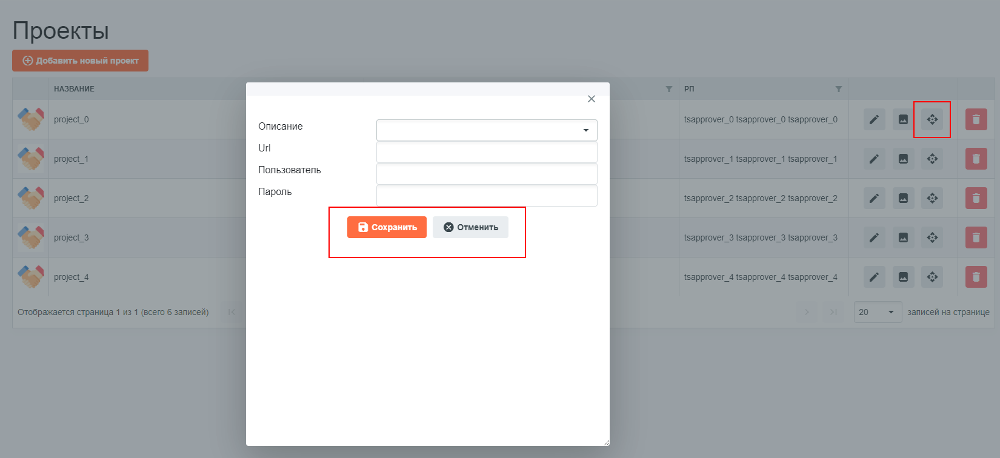 Проекты
Добавить новый проект
НАЗВАНИЕ РП
project_0 tsapprover_0 tsapprover_0 tsapprover_0
project_1 tsapprover_1 tsapprover_1 tsapprover_1
project_2 tsapprover_2 tsapprover_2 tsapprover_2
project_3 tsapprover_3 tsapprover_3 tsapprover_3
project_4 tsapprover_4 tsapprover_4 tsapprover_4
Отображается страница 1 из 1 (всего 6 записей) 20 записей на странице
Описание
Url
Пользователь
Пароль
Сохранить Отменить